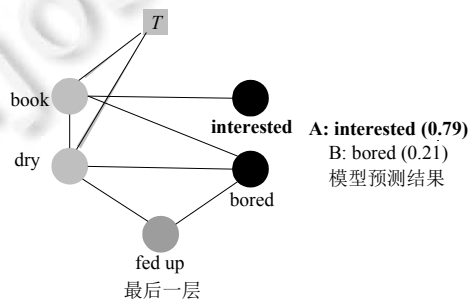 T
book
interested
dry
bored
fed up
最后一层
A: interested (0.79)
B: bored (0.21)
模型预测结果